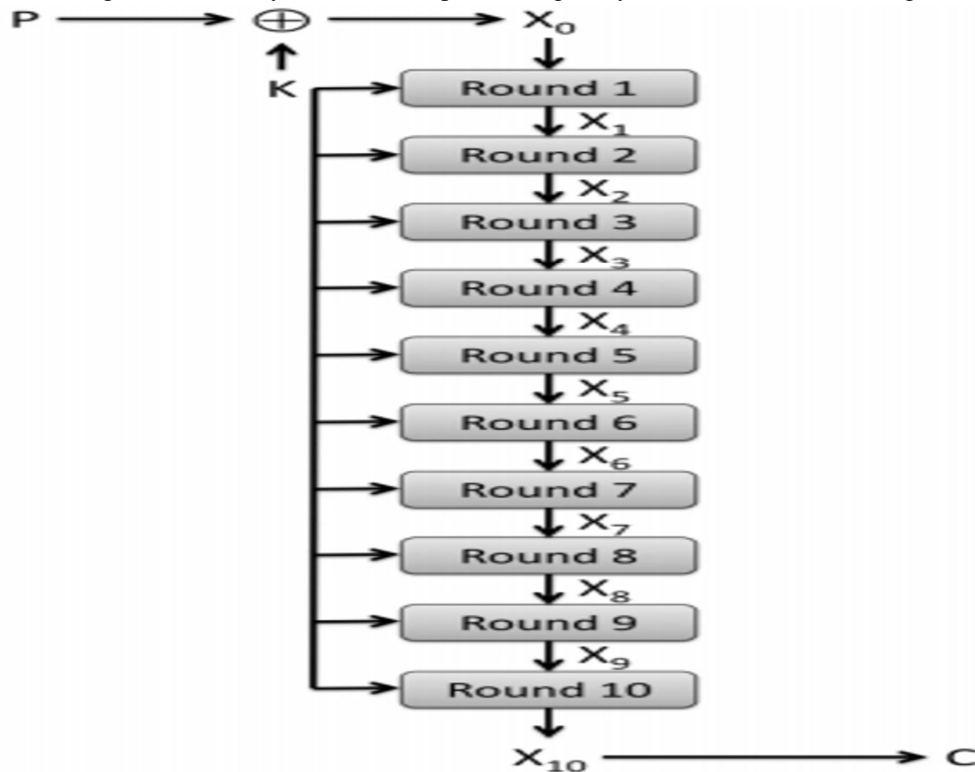 P ⊕ X₀
K Round 1
X₁
Round 2
X₂
Round 3
X₃
Round 4
X₄
Round 5
X₅
Round 6
X₆
Round 7
X₇
Round 8
X₈
Round 9
X₉
Round 10
X₁₀ C